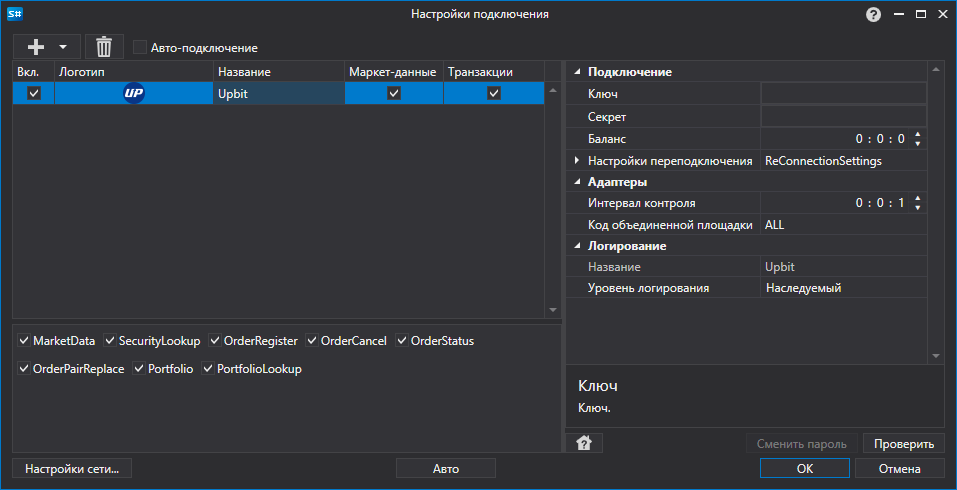 S#
Настройки подключения
?
Авто-подключение
Вкл. Логотип Название Маркет-данные Транзакции
UP Upbit
Подключение
Ключ
Секрет
Баланс 0 : 0 : 0
Настройки переподключения ReConnectionSettings
Адаптеры
Интервал контроля 0 : 0 : 1
Код объединенной площадки ALL
Логирование
Название Upbit
Уровень логирования Наследуемый
MarketData SecurityLookup OrderRegister OrderCancel OrderStatus
OrderPairReplace Portfolio PortfolioLookup
Ключ
Ключ.
?
Сменить пароль Проверить
Настройки сети... Авто OK Отмена